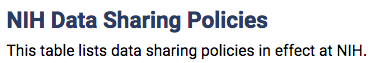 NIH Data Sharing Policies
This table lists data sharing policies in effect at NIH.